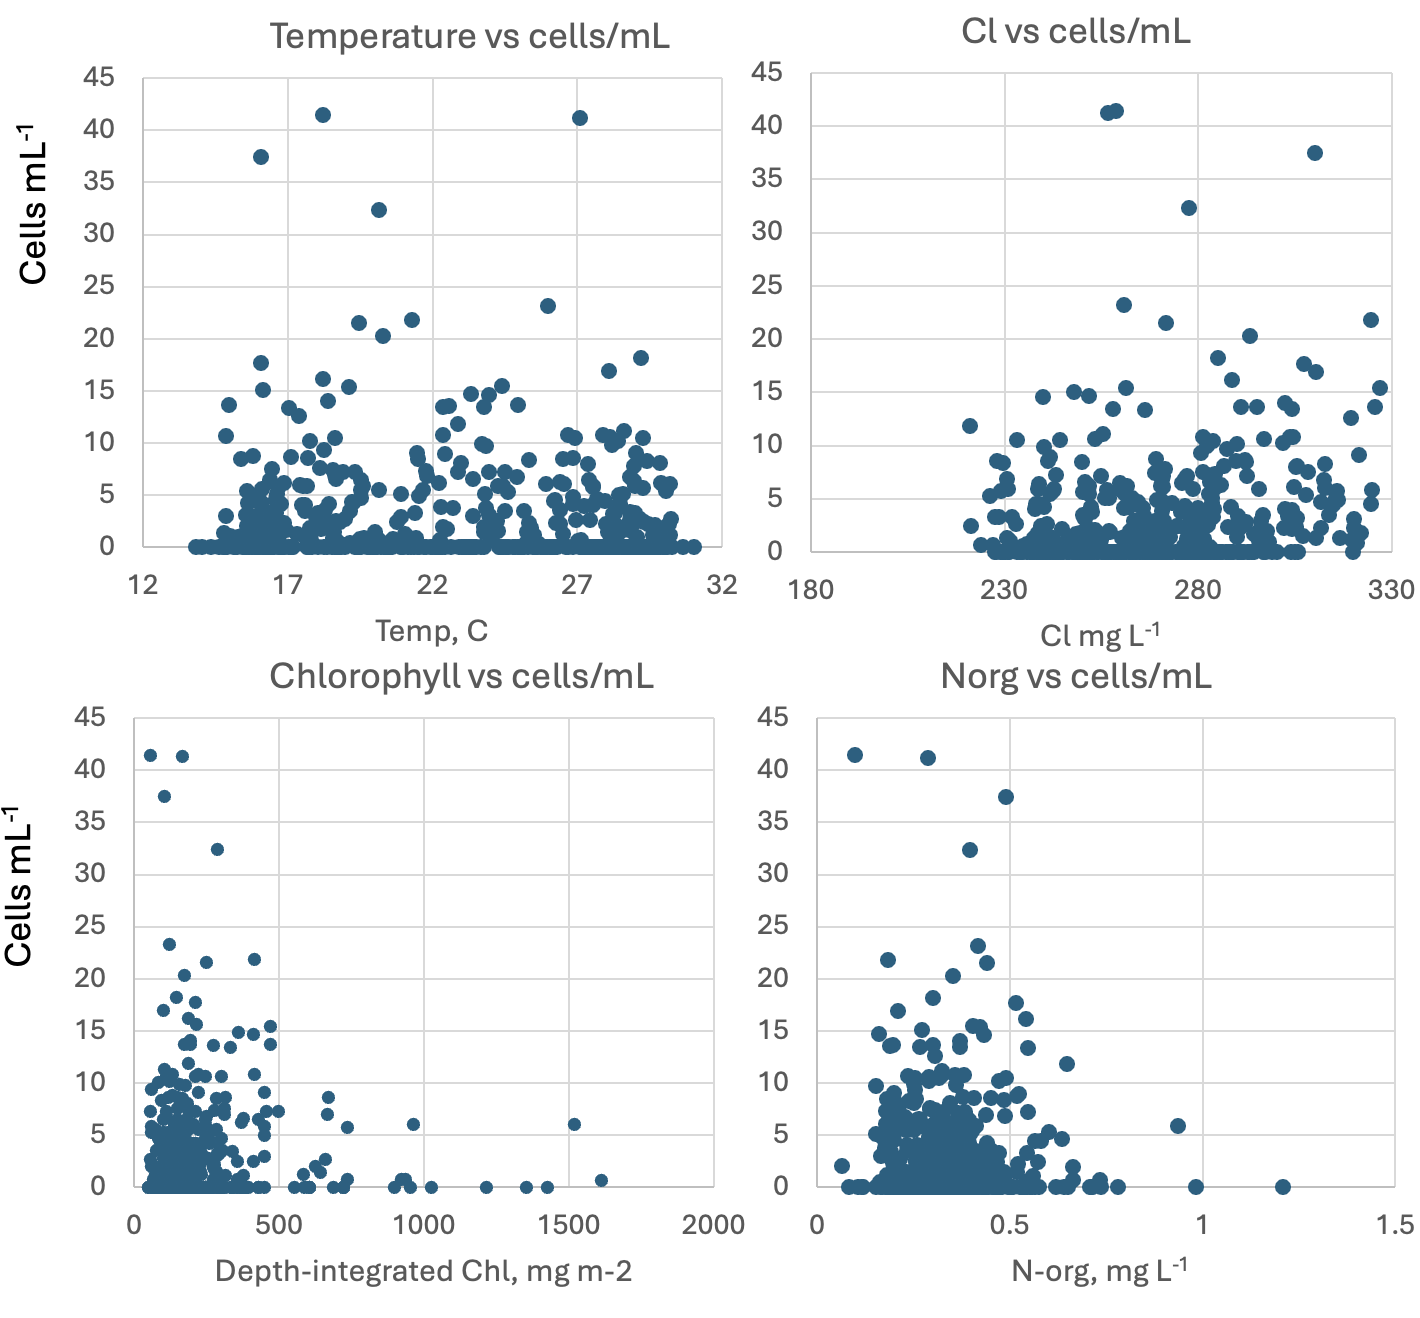 Temperature vs cells/mL
Cells mL-1
45
40
35
30
25
20
15
10
5
0
12 17 22 27 32
Temp, C
Cl vs cells/mL
45
40
35
30
25
20
15
10
5
0
180 230 280 330
Cl mg L-1
Chlorophyll vs cells/mL
Cells mL-1
45
40
35
30
25
20
15
10
5
0
0 500 1000 1500 2000
Depth-integrated Chl, mg m-2
Norg vs cells/mL
45
40
35
30
25
20
15
10
5
0
0 0.5 1 1.5
N-org, mg L-1